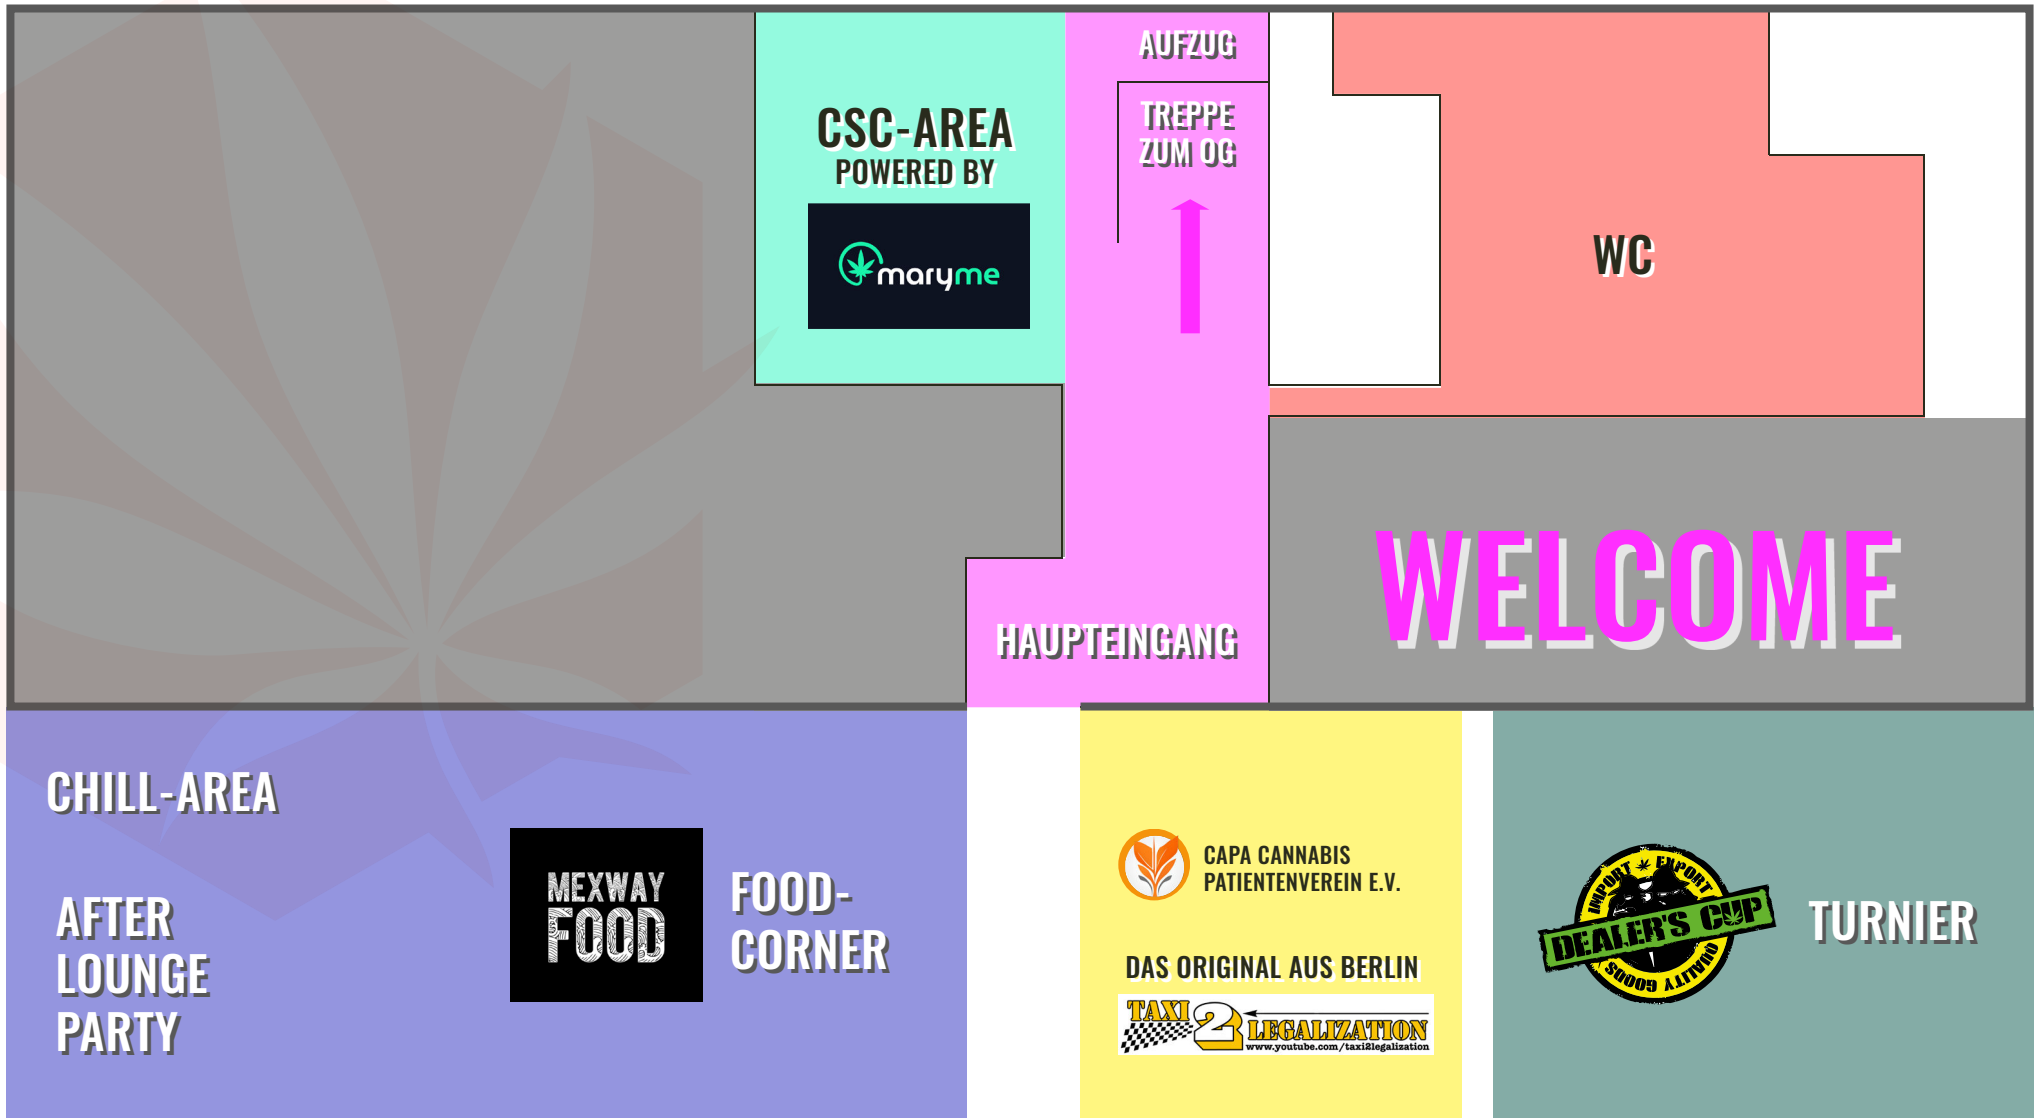 AUFZUG
TREPPE
ZUM OG
CSC-AREA
POWERED BY
maryme
WC
WELCOME
HAUPTEINGANG
CHILL-AREA
AFTER
LOUNGE
PARTY
MEXWAY
FOOD
FOOD-
CORNER
CAPA CANNABIS
PATIENTENVEREIN E.V.
DAS ORIGINAL AUS BERLIN
TAXI 2 LEGALIZATION
www.youtube.com/taxi2legalization
IMPORT EXPORT
DEALER'S CUP
QUALITY GOODS
TURNIER